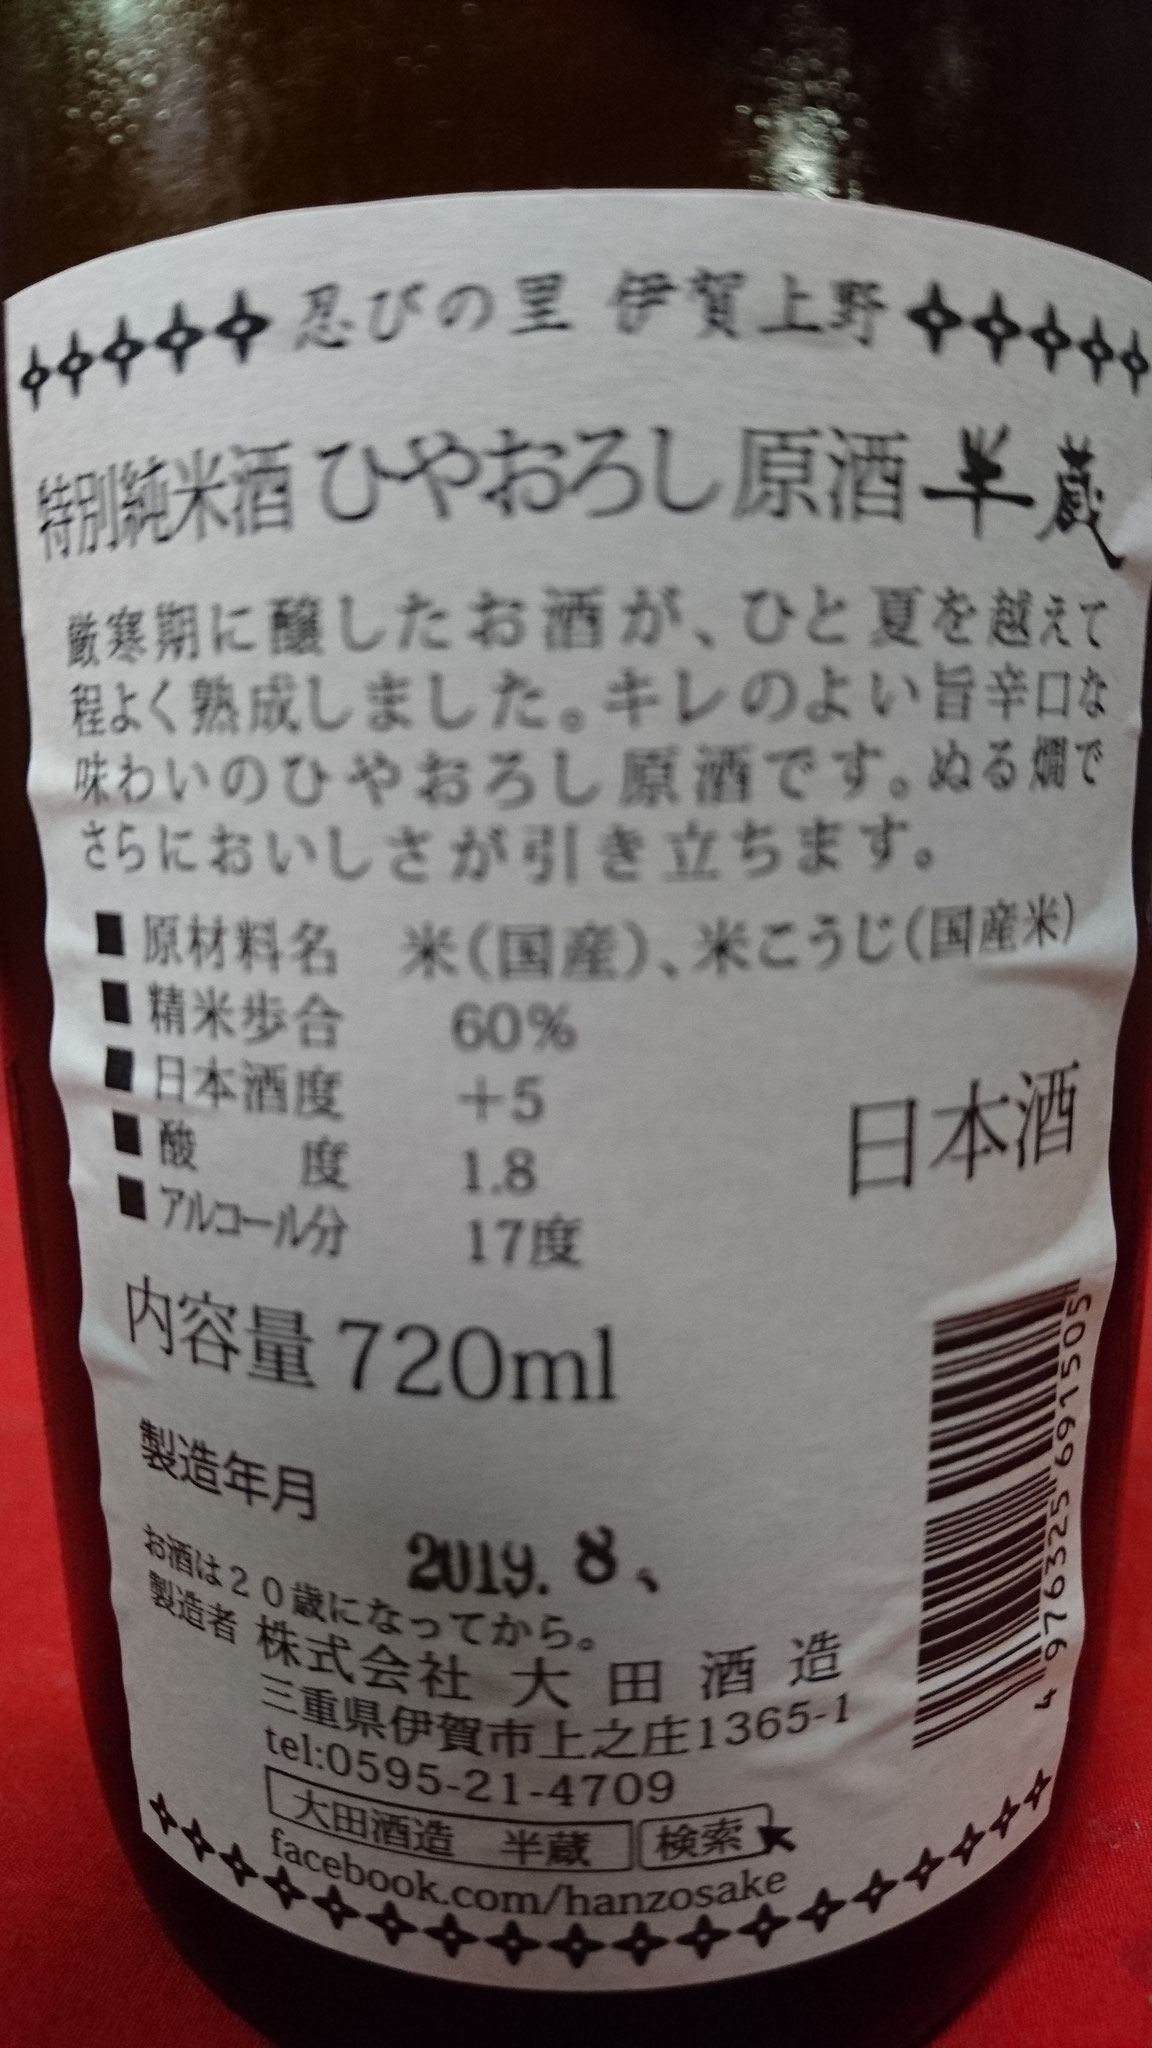 忍びの里 伊賀上野
特別純米酒 ひやおろし 原酒 半蔵
厳寒期に醸したお酒が、ひと夏を越えて
程よく熟成しました。キレのよい旨辛口な
味わいのひやおろし原酒です。ぬる燗で
さらにおいしさが引き立ちます。
■原材料名 米(国産)、米こうじ(国産米)
■精米歩合 60%
■日本酒度 +5
■酸度 1.8
■アルコール分 17度
日本酒
内容量 720ml
製造年月
2019.8、
お酒は20歳になってから。
製造者 株式会社 大田酒造
三重県伊賀市上之庄1365-1
tel:0595-21-4709
大田酒造 半蔵 検索
facebook.com/hanzosake
4 976325 691505